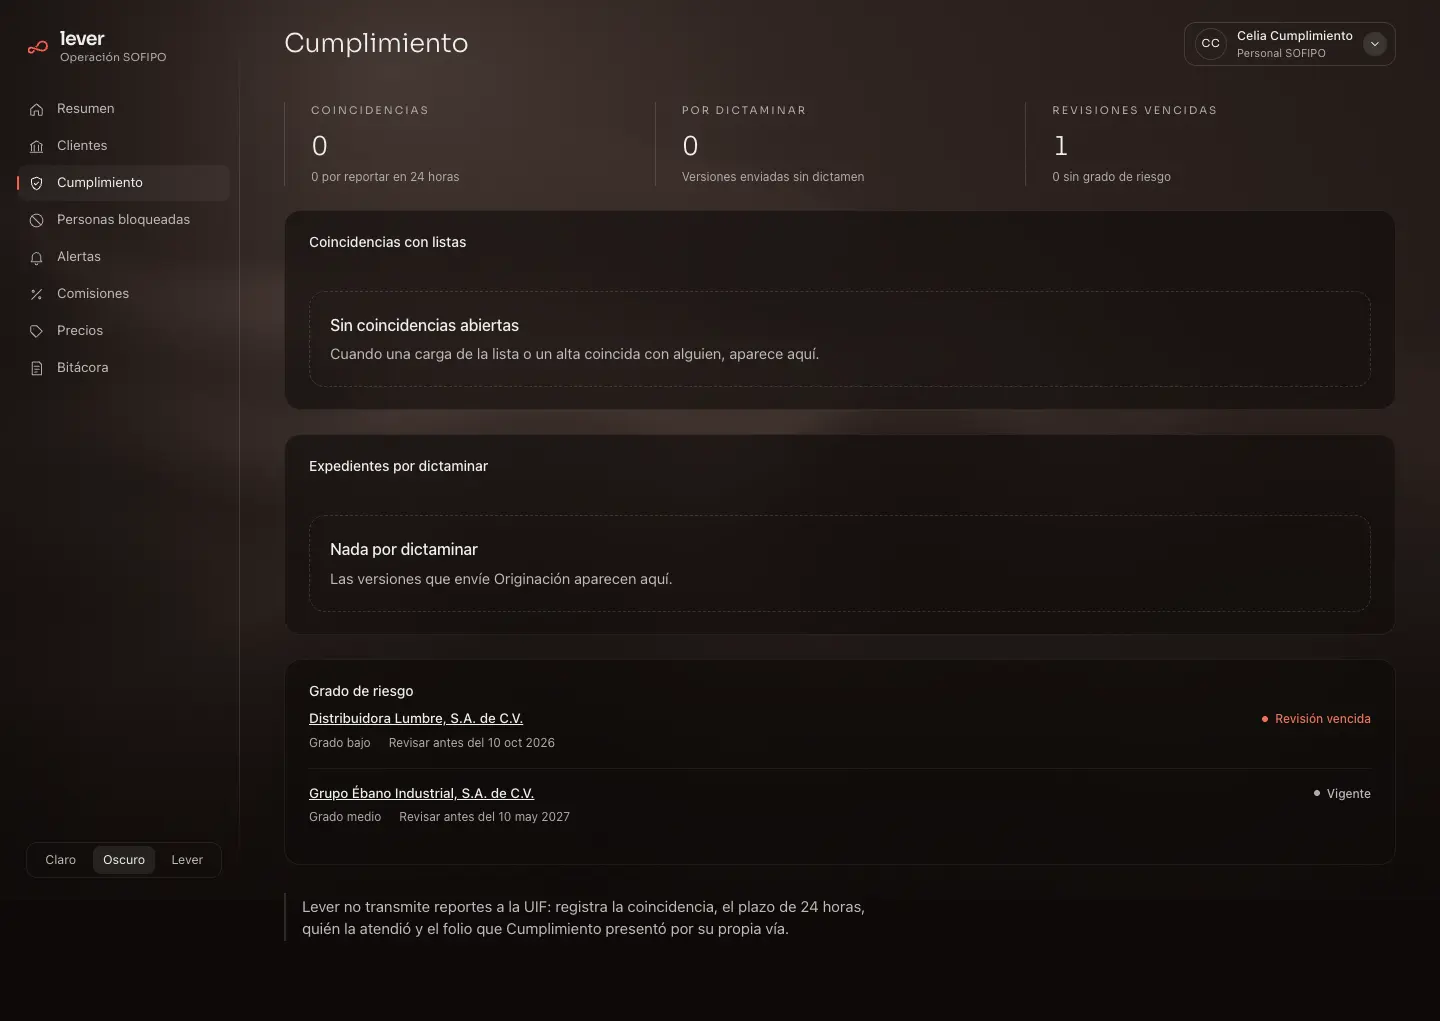 lever
Operación SOFIPO
Resumen
Clientes
Cumplimiento
Personas bloqueadas
Alertas
Comisiones
Precios
Bitácora
Claro
Oscuro
Lever
Cumplimiento
CC
Celia Cumplimiento
Personal SOFIPO
COINCIDENCIAS
0
0 por reportar en 24 horas
POR DICTAMINAR
0
Versiones enviadas sin dictamen
REVISIONES VENCIDAS
1
0 sin grado de riesgo
Coincidencias con listas
Sin coincidencias abiertas
Cuando una carga de la lista o un alta coincida con alguien, aparece aquí.
Expedientes por dictaminar
Nada por dictaminar
Las versiones que envíe Originación aparecen aquí.
Grado de riesgo
Distribuidora Lumbre, S.A. de C.V.
Revisión vencida
Grado bajo Revisar antes del 10 oct 2026
Grupo Ébano Industrial, S.A. de C.V.
Vigente
Grado medio Revisar antes del 10 may 2027
Lever no transmite reportes a la UIF: registra la coincidencia, el plazo de 24 horas,
quién la atendió y el folio que Cumplimiento presentó por su propia vía.